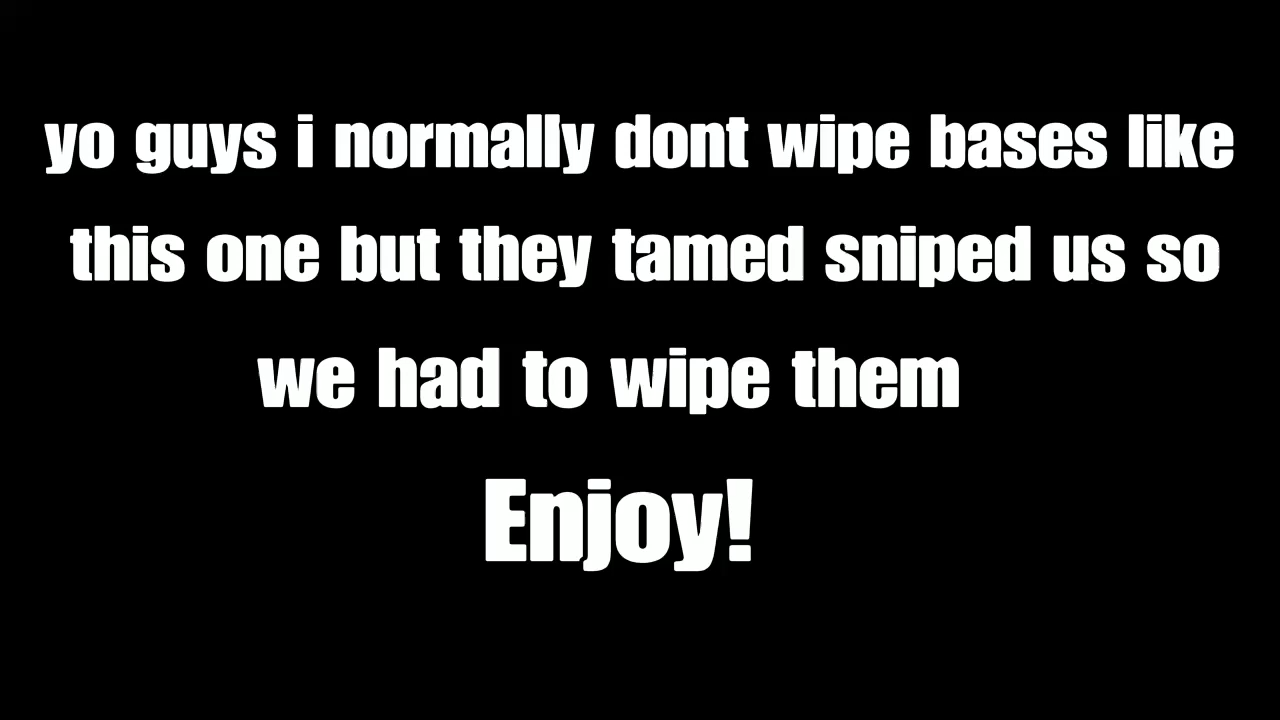 yo guys i normally dont wipe bases like
this one but they tamed sniped us so
we had to wipe them
Enjoy!